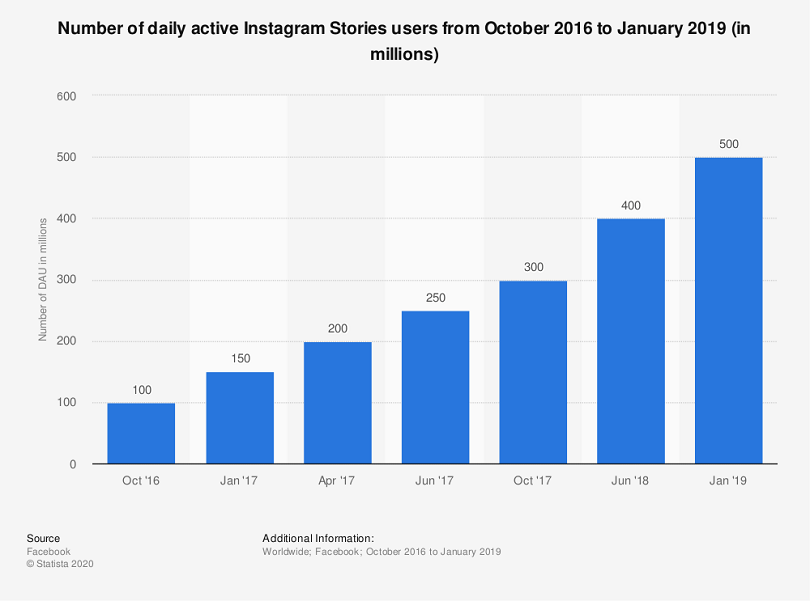 Number of daily active Instagram Stories users from October 2016 to January 2019 (in
millions)
Number of DAU in millions
600
500
400
300
200
100
0
100
150
200
250
300
400
500
Oct '16
Jan '17
Apr '17
Jun '17
Oct '17
Jun '18
Jan '19
Source
Facebook
© Statista 2020
Additional Information:
Worldwide; Facebook; October 2016 to January 2019